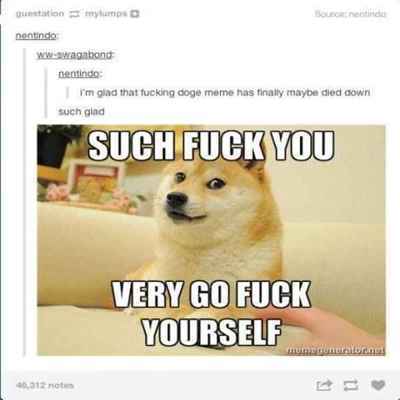 guestation mylumps Source: nentindo
nentindo:
ww-swagabond:
nentindo:
i'm glad that fucking doge meme has finally maybe died down
such glad
SUCH FUCK YOU
VERY GO FUCK
YOURSELF
memegenerator.net
46,312 notes